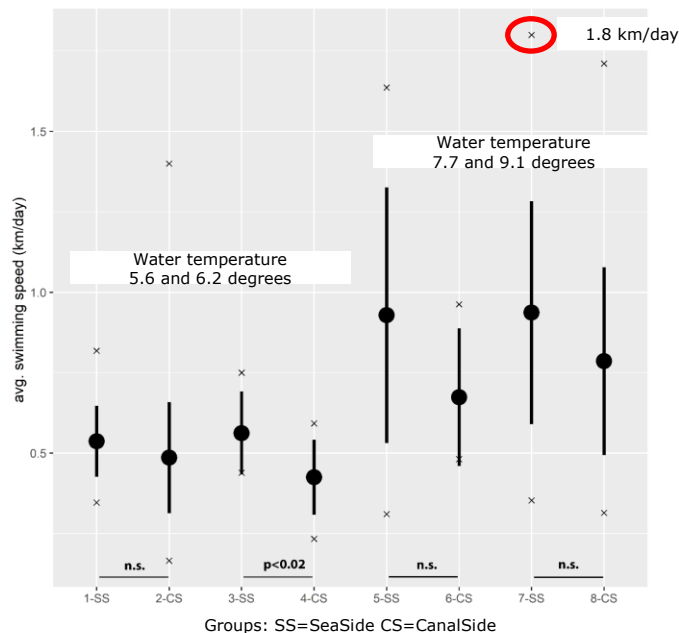 1.8 km/day
1.5
Water temperature
7.7 and 9.1 degrees
Water temperature
5.6 and 6.2 degrees
1.0
avg. swimming speed (km/day)
0.5
n.s.
p<0.02
n.s.
n.s.
1-SS 2-CS 3-SS 4-CS 5-SS 6-CS 7-SS 8-CS
Groups: SS=SeaSide CS=CanalSide